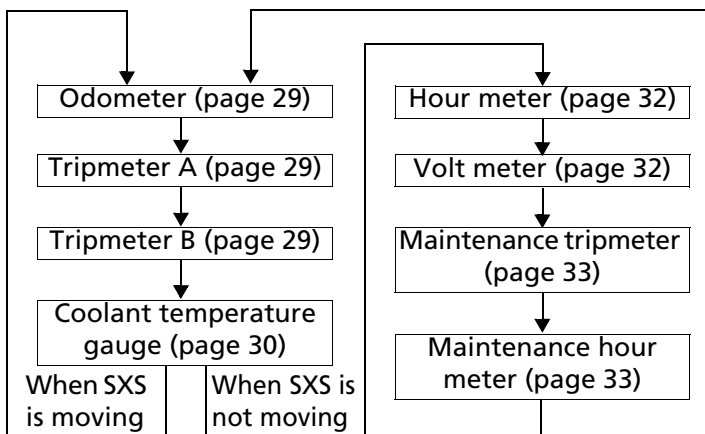 Odometer (page 29)
Tripmeter A (page 29)
Tripmeter B (page 29)
Coolant temperature
gauge (page 30)
When SXS
is moving
When SXS is
not moving
Hour meter (page 32)
Volt meter (page 32)
Maintenance tripmeter
(page 33)
Maintenance hour
meter (page 33)